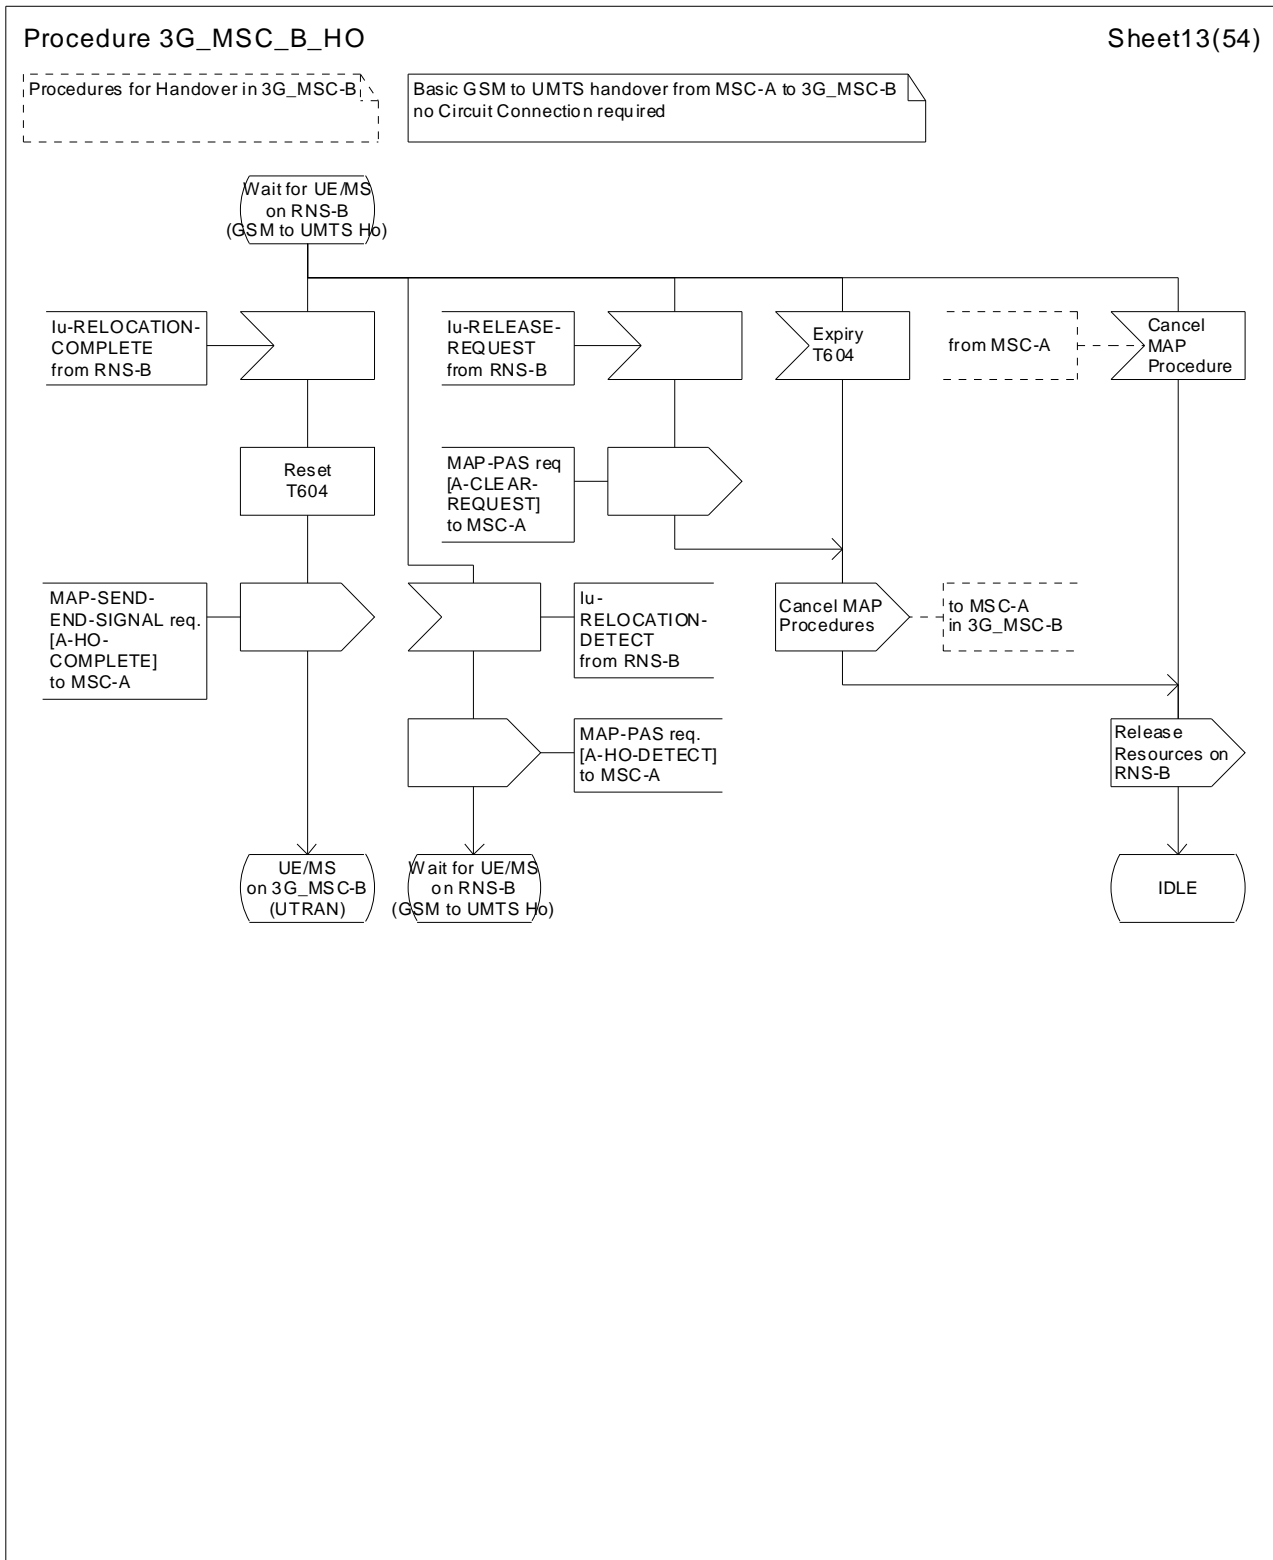 Procedure 3G_MSC_B_HO
Sheet13(54)
Procedures for Handover in 3G_MSC-B
Basic GSM to UMTS handover from MSC-A to 3G_MSC-B
no Circuit Connection required
Wait for UE/MS
on RNS-B
(GSM to UMTS Ho)
Iu-RELOCATION-
COMPLETE
from RNS-B
Iu-RELEASE-
REQUEST
from RNS-B
Expiry
T604
from MSC-A
Cancel
MAP
Procedure
Reset
T604
MAP-PAS req
[A-CLEAR-
REQUEST]
to MSC-A
MAP-SEND-
END-SIGNAL req.
[A-HO-
COMPLETE]
to MSC-A
Iu-
RELOCATION-
DETECT
from RNS-B
Cancel MAP
Procedures
to MSC-A
in 3G_MSC-B
MAP-PAS req.
[A-HO-DETECT]
to MSC-A
Release
Resources on
RNS-B
UE/MS
on 3G_MSC-B
(UTRAN)
Wait for UE/MS
on RNS-B
(GSM to UMTS Ho)
IDLE